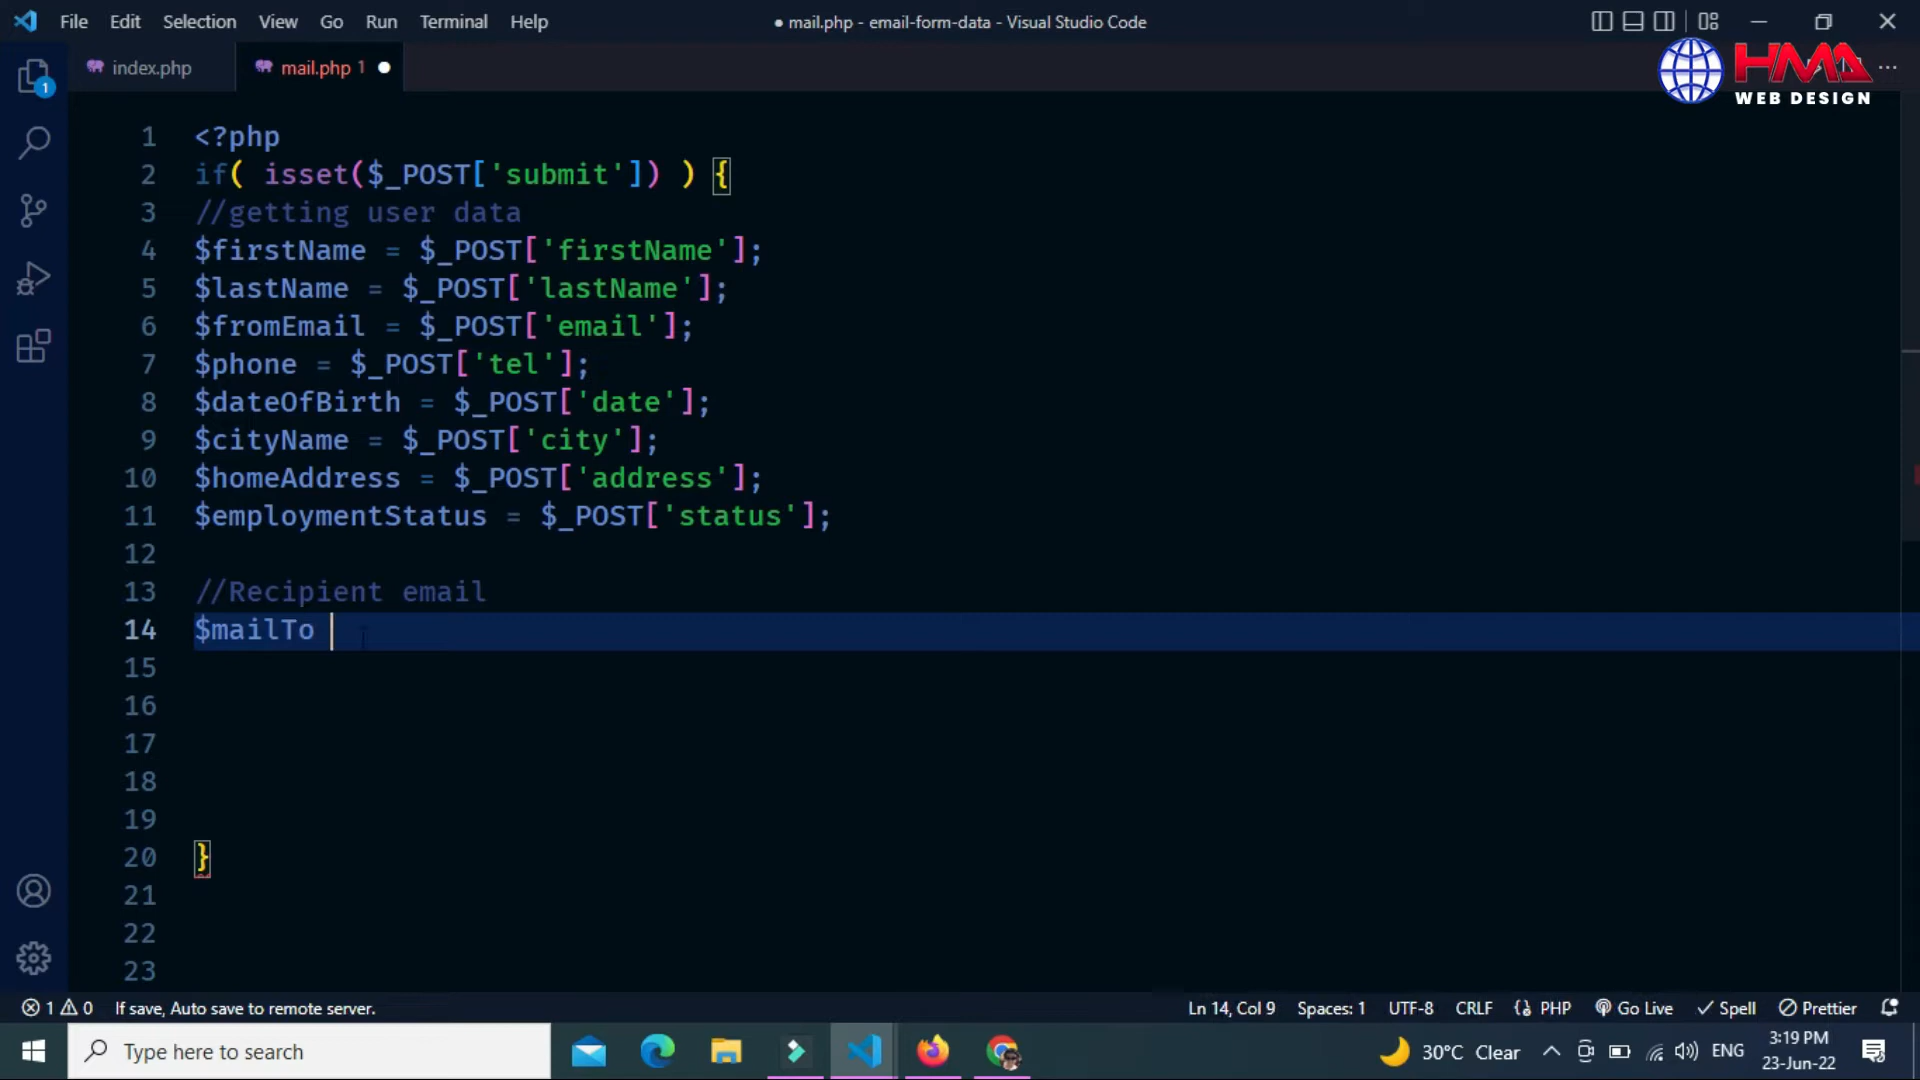 File Edit Selection View Go Run Terminal Help
● mail.php - email-form-data - Visual Studio Code
index.php
mail.php 1 ●
HMA
WEB DESIGN
1 <?php
2 if( isset($_POST['submit']) ) {
3 //getting user data
4 $firstName = $_POST['firstName'];
5 $lastName = $_POST['lastName'];
6 $fromEmail = $_POST['email'];
7 $phone = $_POST['tel'];
8 $dateOfBirth = $_POST['date'];
9 $cityName = $_POST['city'];
10 $homeAddress = $_POST['address'];
11 $employmentStatus = $_POST['status'];
12
13 //Recipient email
14 $mailTo
15
16
17
18
19
20 }
21
22
23
1
1 0 If save, Auto save to remote server.
Ln 14, Col 9 Spaces: 1 UTF-8 CRLF PHP Go Live Spell Prettier
Type here to search
30°C Clear
ENG
3:19 PM
23-Jun-22